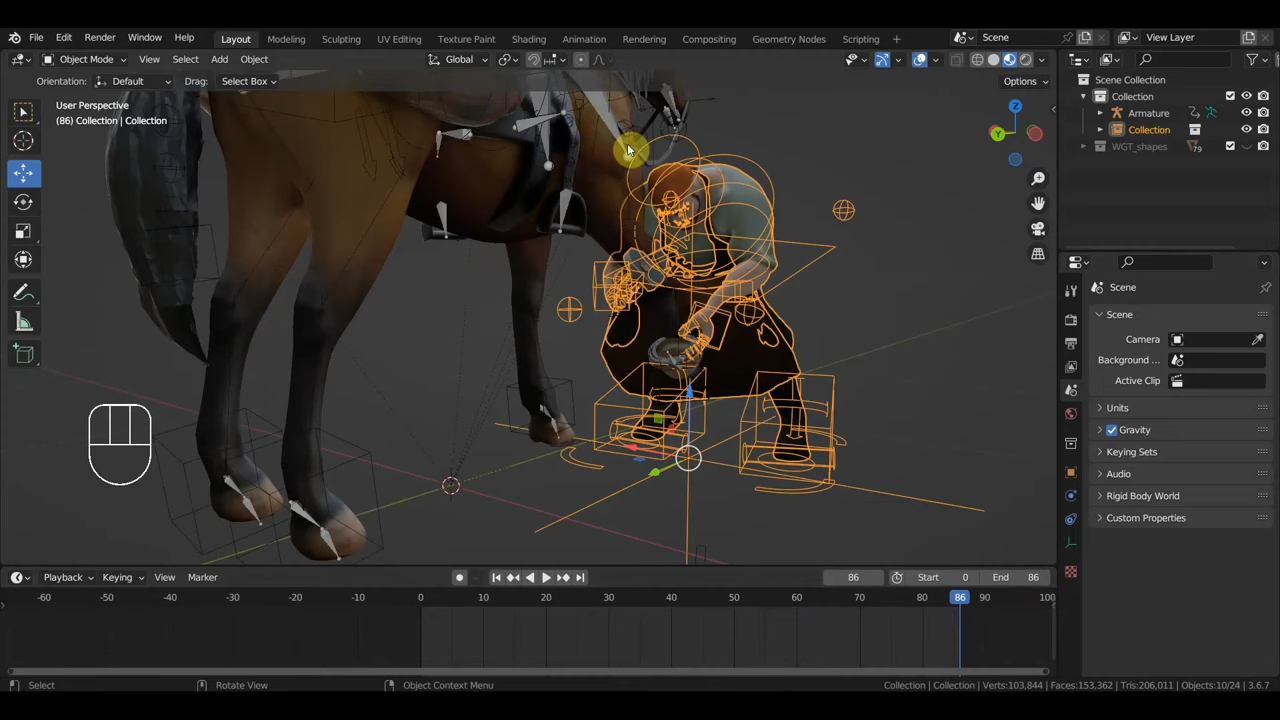 File Edit Render Window Help Layout Modeling Sculpting UV Editing Texture Paint Shading Animation Rendering Compositing Geometry Nodes Scripting + Scene View Layer
Object Mode View Select Add Object Global
Orientation: Default Drag: Select Box Options
User Perspective
(86) Collection | Collection
Y
Z
Scene Collection
Collection
Armature
Collection
WGT_shapes 79
Scene
Scene
Camera
Background ...
Active Clip
Units
Gravity
Keying Sets
Audio
Rigid Body World
Custom Properties
Playback Keying View Marker 86 Start 0 End 86
-60 -50 -40 -30 -20 -10 0 10 20 30 40 50 60 70 80 86 90 100
Select Rotate View Object Context Menu Collection | Collection | Verts:103,844 | Faces:153,362 | Tris:206,011 | Objects:10/24 | 3.6.7